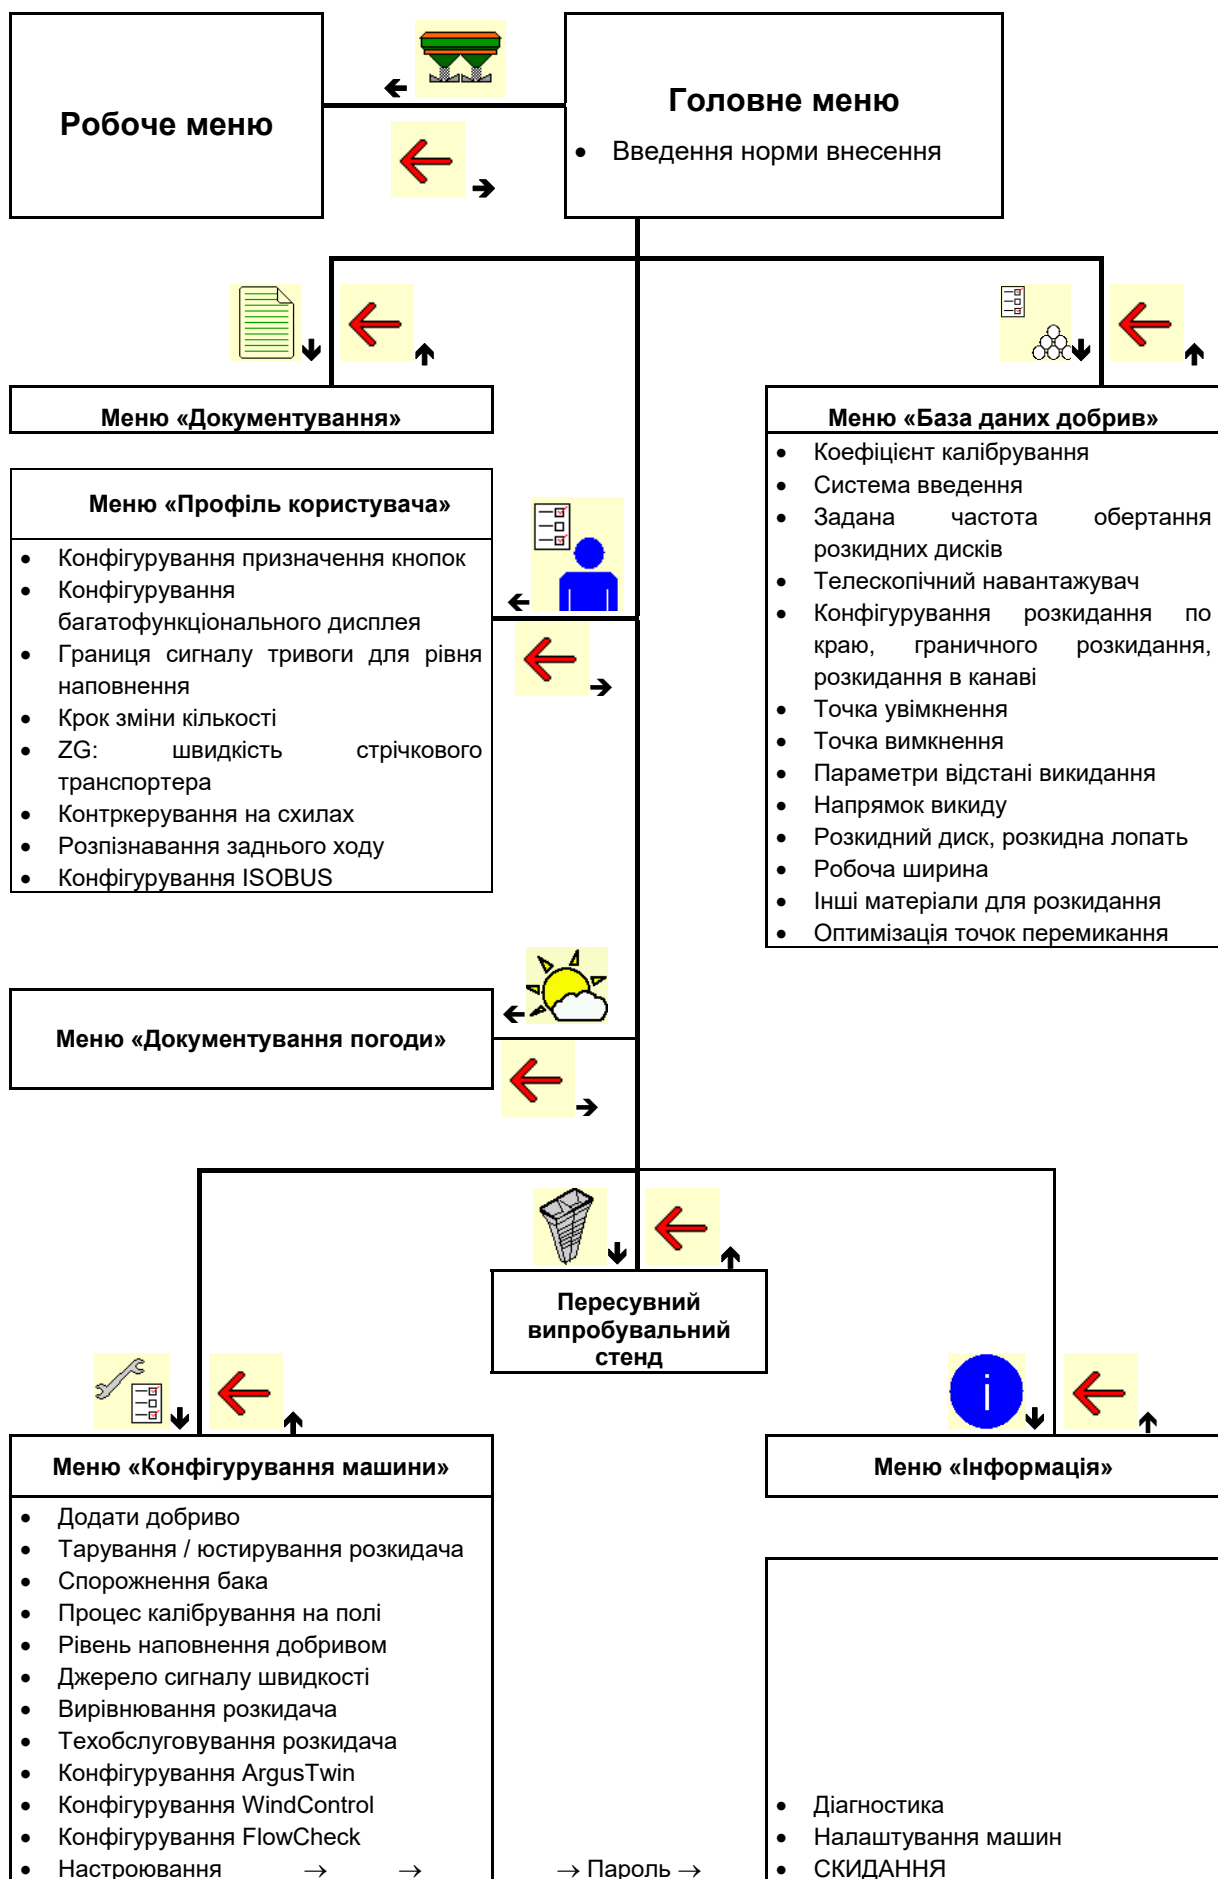 Робоче меню
Головне меню
• Введення норми внесення
Меню «Документування»
Меню «База даних добрив»
• Коефіцієнт калібрування
• Система введення
• Задана частота обертання
розкидних дисків
• Телескопічний навантажувач
• Конфігурування розкидання по
краю, граничного розкидання,
розкидання в канаві
• Точка увімкнення
• Точка вимкнення
• Параметри відстані викидання
• Напрямок викиду
• Розкидний диск, розкидна лопать
• Робоча ширина
• Інші матеріали для розкидання
• Оптимізація точок перемикання
Меню «Профіль користувача»
• Конфігурування призначення кнопок
• Конфігурування
багатофункціонального дисплея
• Границя сигналу тривоги для рівня
наповнення
• Крок зміни кількості
• ZG: швидкість стрічкового
транспортера
• Контркерування на схилах
• Розпізнавання заднього ходу
• Конфігурування ISOBUS
Меню «Документування погоди»
Пересувний
випробувальний
стенд
Меню «Конфігурування машини»
• Додати добриво
• Тарування / юстирування розкидача
• Спорожнення бака
• Процес калібрування на полі
• Рівень наповнення добривом
• Джерело сигналу швидкості
• Вирівнювання розкидача
• Техобслуговування розкидача
• Конфігурування ArgusTwin
• Конфігурування WindControl
• Конфігурування FlowCheck
• Настроювання → → → Пароль →
i
Меню «Інформація»
• Діагностика
• Налаштування машин
• СКИДАННЯ